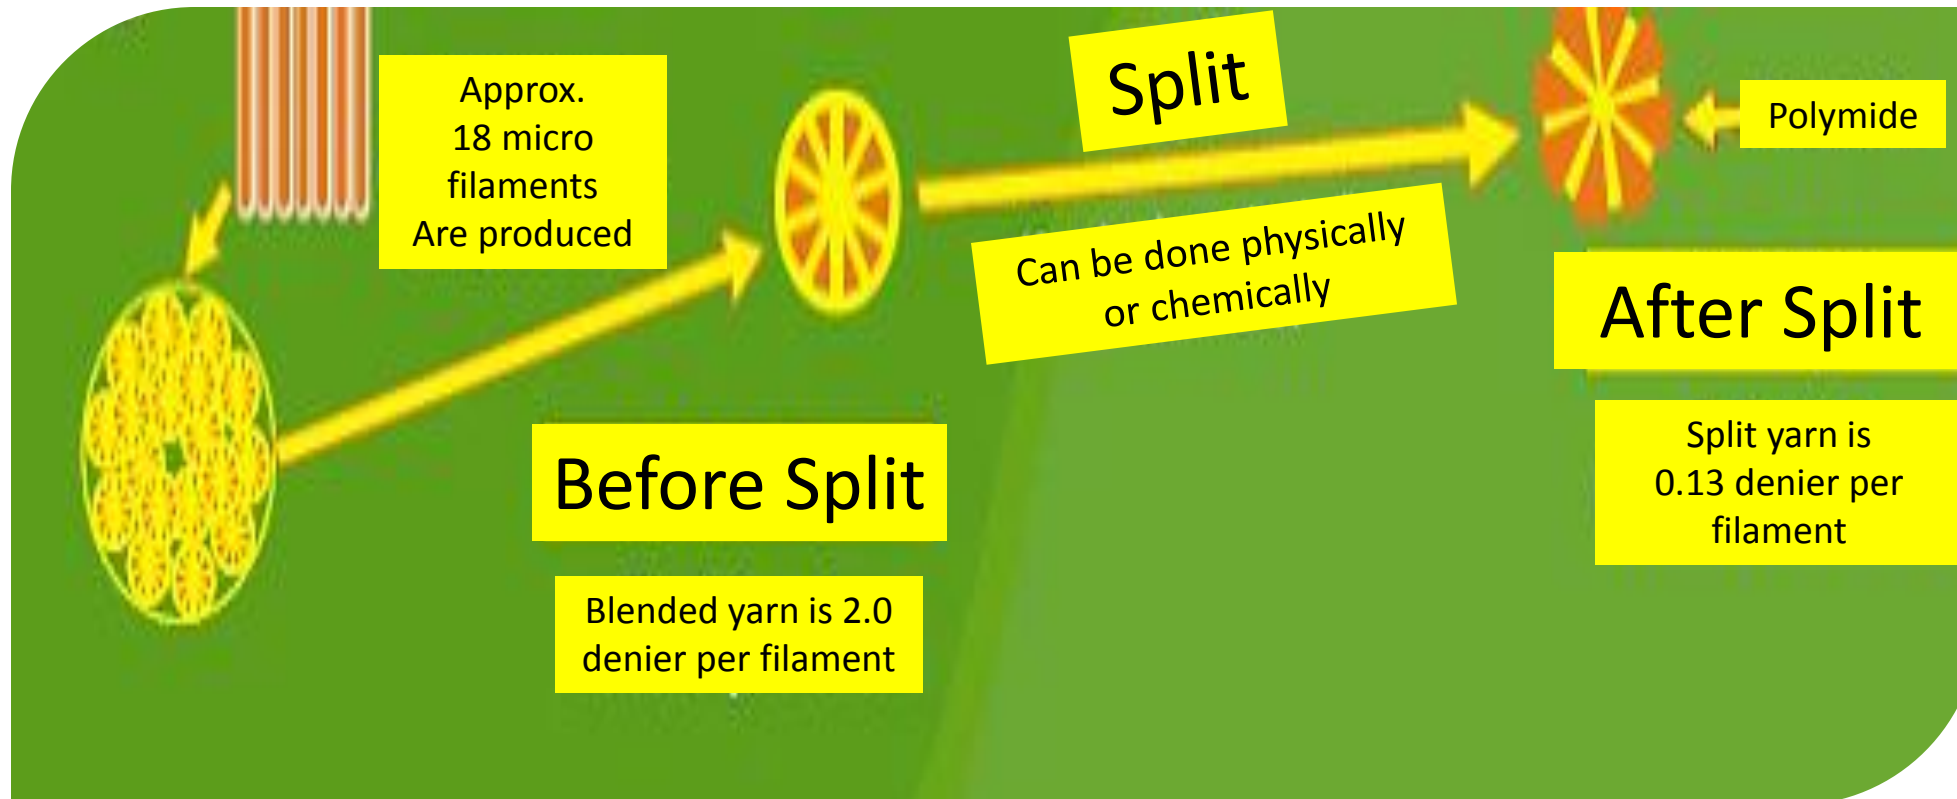 Approx.
18 micro
filaments
Are produced
Split
Can be done physically
or chemically
Polymide
Before Split
Blended yarn is 2.0
denier per filament
After Split
Split yarn is
0.13 denier per
filament